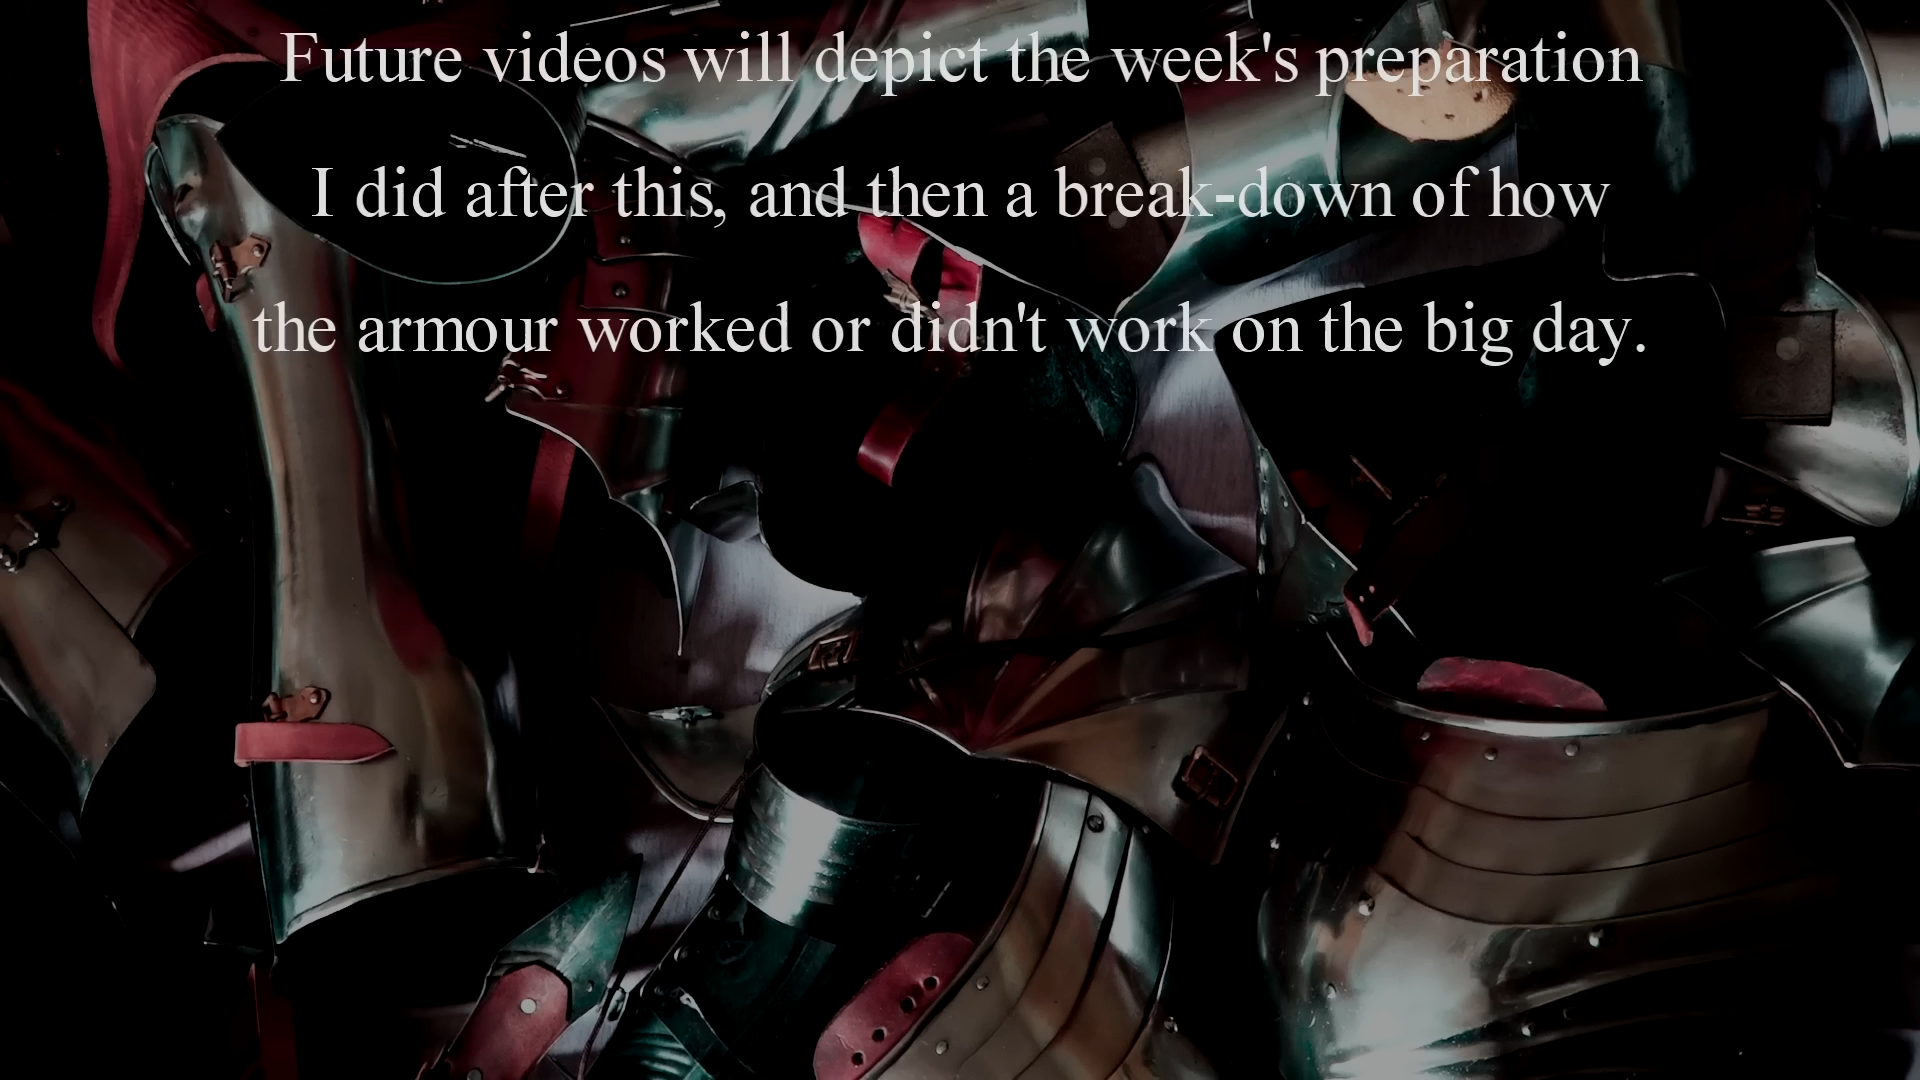 Future videos will depict the week's preparation
I did after this, and then a break-down of how
the armour worked or didn't work on the big day.